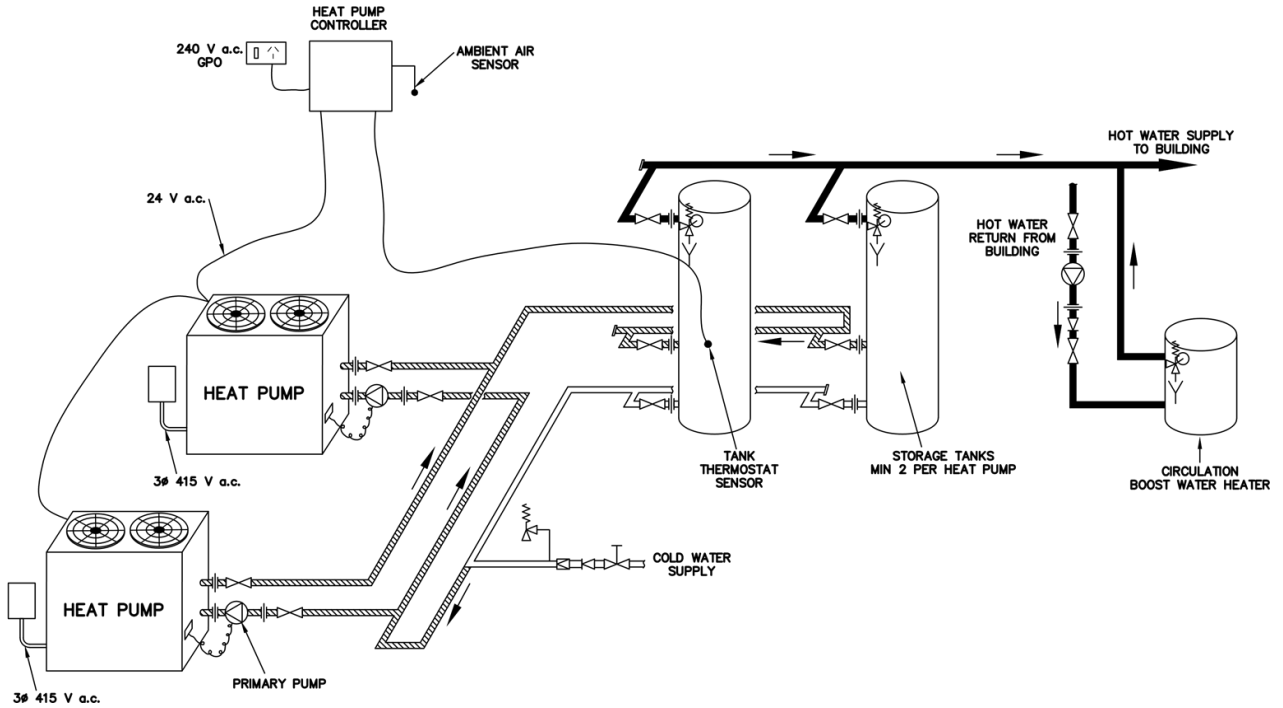 HEAT PUMP
CONTROLLER
240 V a.c.
GPO
AMBIENT AIR
SENSOR
HOT WATER SUPPLY
TO BUILDING
24 V a.c.
HOT WATER
RETURN FROM
BUILDING
HEAT PUMP
3ø 415 V a.c.
TANK
THERMOSTAT
SENSOR
STORAGE TANKS
MIN 2 PER HEAT PUMP
CIRCULATION
BOOST WATER HEATER
COLD WATER
SUPPLY
HEAT PUMP
PRIMARY PUMP
3ø 415 V a.c.